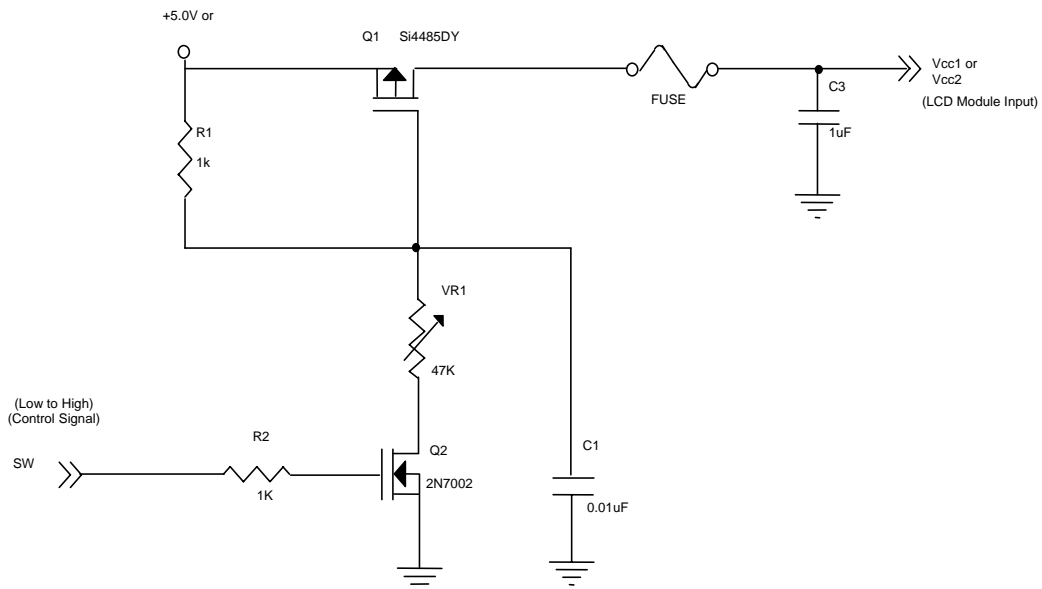 +5.0V or
Q1 Si4485DY
Vcc1 or
Vcc2
(LCD Module Input)
C3
1uF
FUSE
R1
1k
VR1
47K
(Low to High)
(Control Signal)
SW
R2
1K
Q2
2N7002
C1
0.01uF